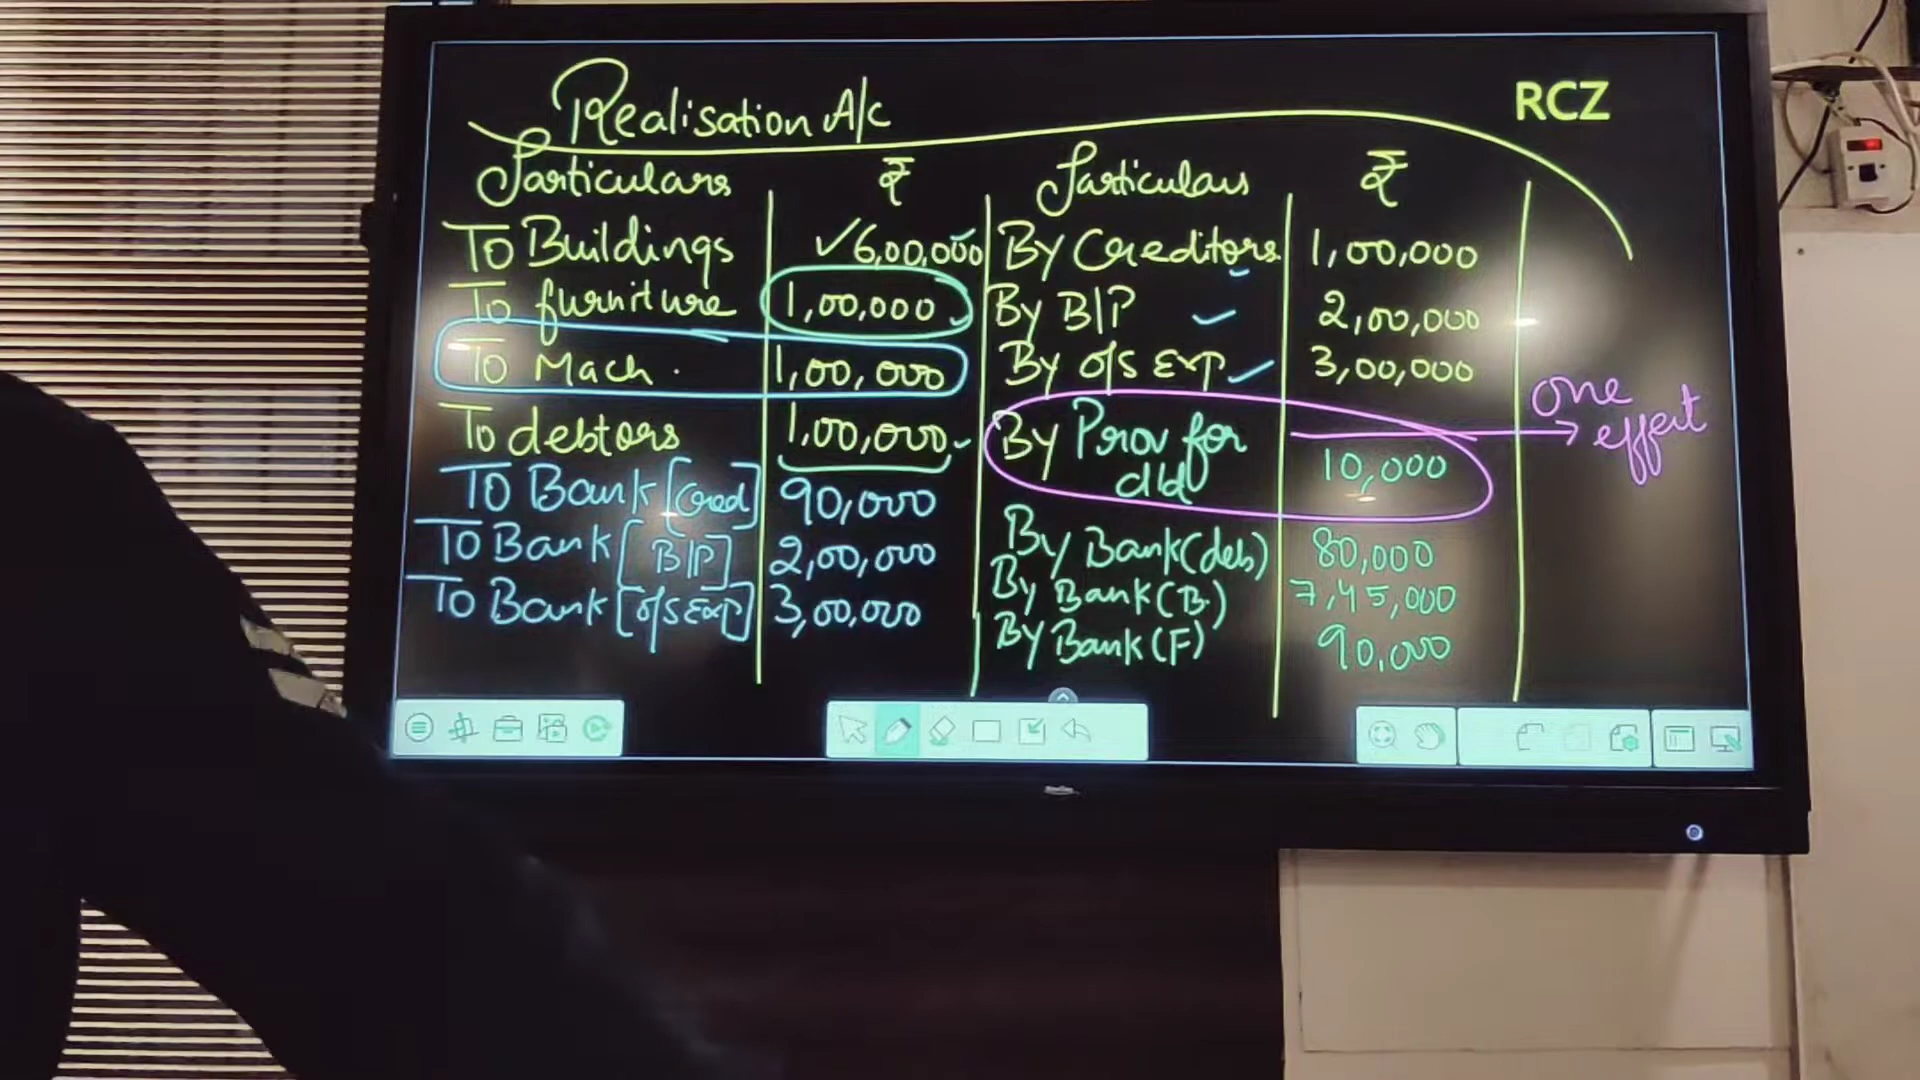 Realisation A/c
RCZ
Particulars ₹ Particulars ₹
To Buildings 6,00,000 By Creditors 1,00,000
To furniture 1,00,000 By B/P 2,00,000
To Mach. 1,00,000 By o/s Exp 3,00,000
one effect
To debtors 1,00,000 By Prov for d/d 10,000
To Bank [Cred] 90,000 By Bank (deb) 80,000
To Bank [B/P] 2,00,000 By Bank (B.) 7,45,000
To Bank [o/s Exp] 3,00,000 By Bank (F) 90,000